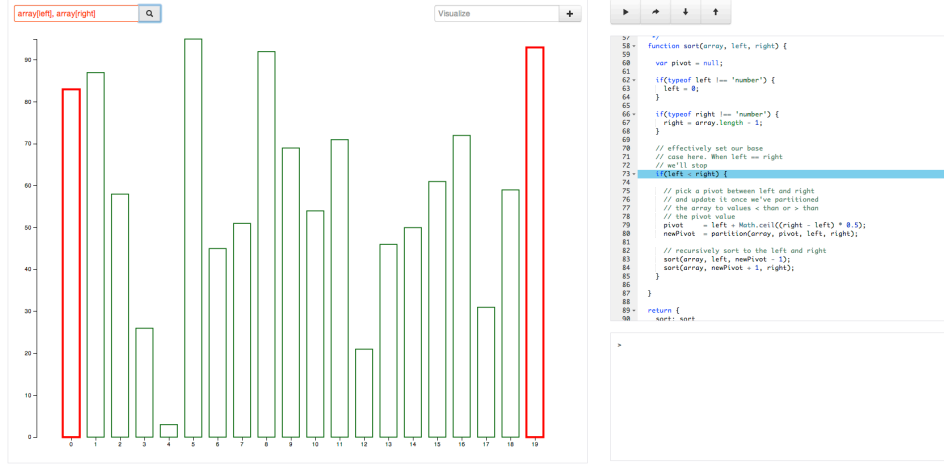 array[left], array[right]
Visualize
+
90
80
70
60
50
40
30
20
10
0
0 1 2 3 4 5 6 7 8 9 10 11 12 13 14 15 16 17 18 19
57 */
58 function sort(array, left, right) {
59
60 var pivot = null;
61
62 if(typeof left !== 'number') {
63 left = 0;
64 }
65
66 if(typeof right !== 'number') {
67 right = array.length - 1;
68 }
69
70 // effectively set our base
71 // case here. When left == right
72 // we'll stop
73 if(left < right) {
74
75 // pick a pivot between left and right
76 // and update it once we've partitioned
77 // the array to values < than or > than
78 // the pivot value
79 pivot = left + Math.ceil((right - left) * 0.5);
80 newPivot = partition(array, pivot, left, right);
81
82 // recursively sort to the left and right
83 sort(array, left, newPivot - 1);
84 sort(array, newPivot + 1, right);
85 }
86
87 }
88
89 return {
90 sort: sort
>